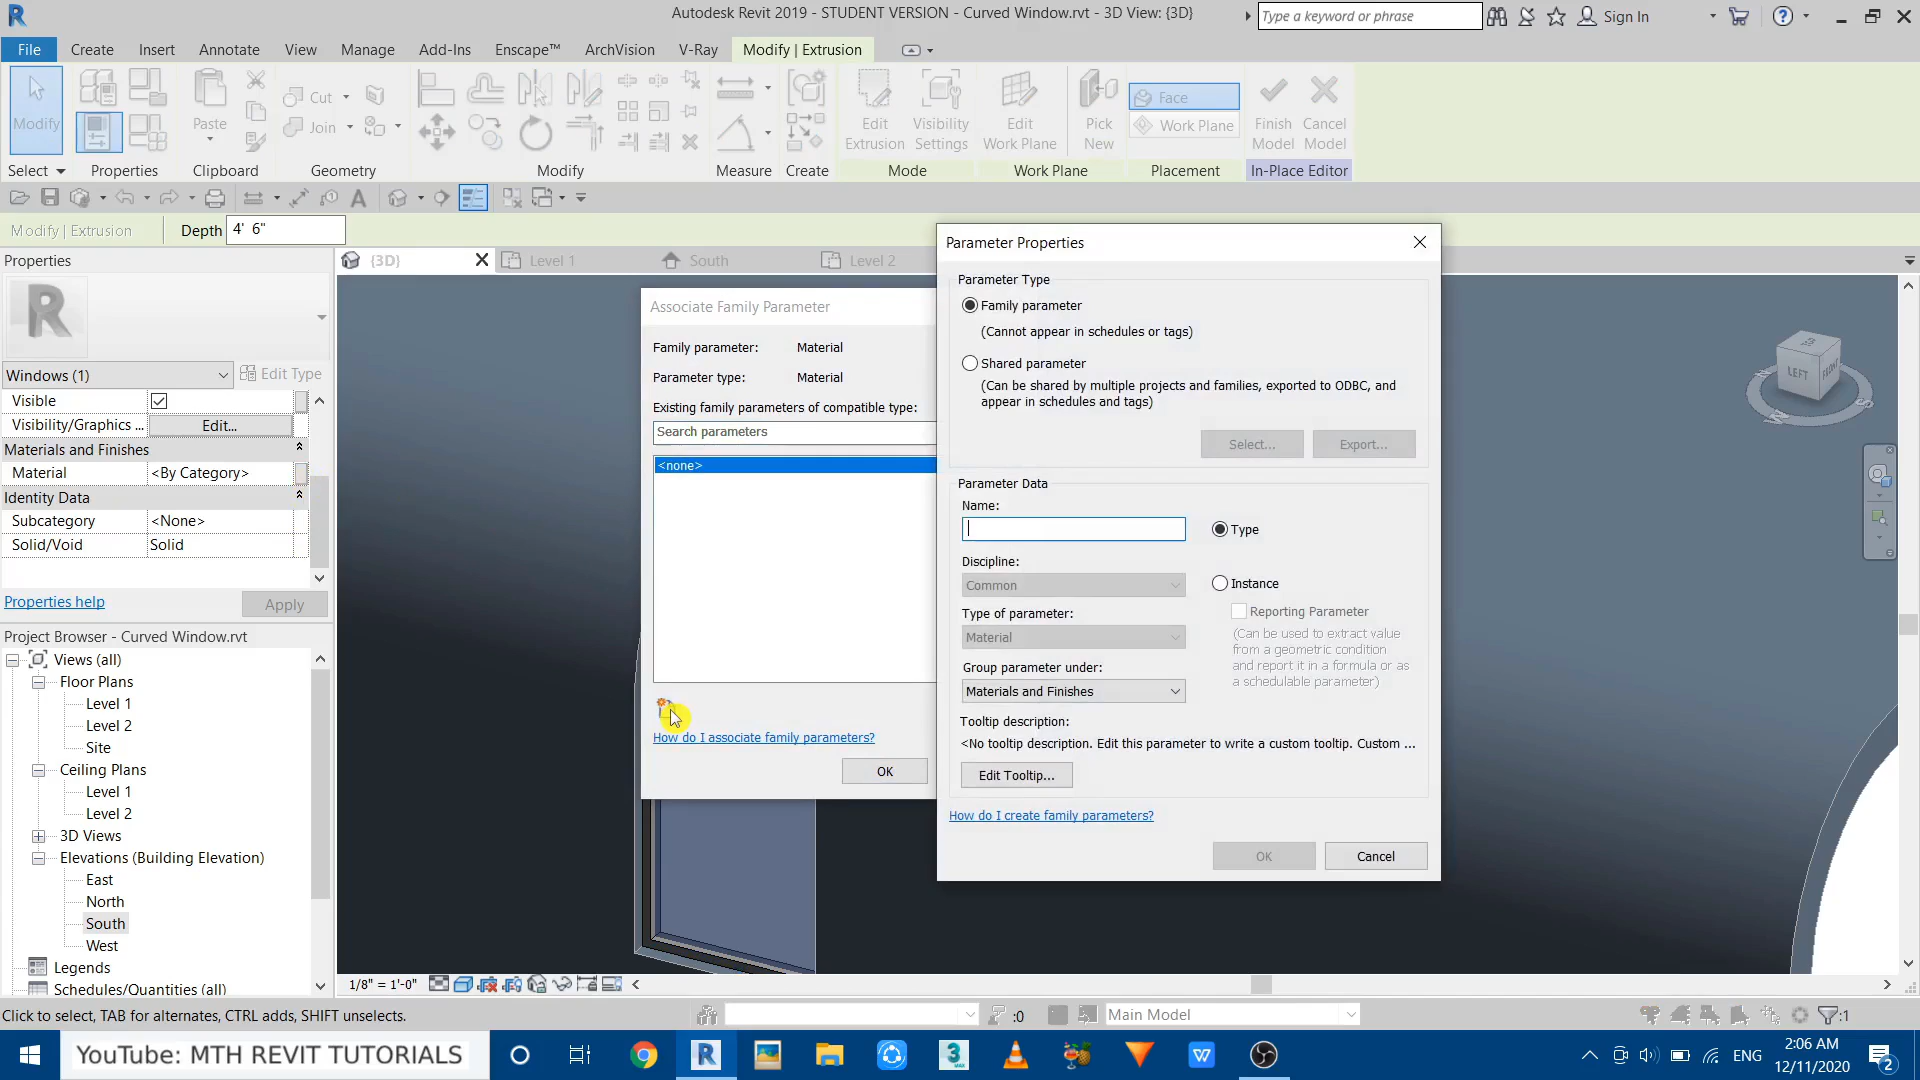 Autodesk Revit 2019 - STUDENT VERSION - Curved Window.rvt - 3D View: {3D}
Type a keyword or phrase
Sign In
File Create Insert Annotate View Manage Add-Ins Enscape™ ArchVision V-Ray Modify | Extrusion
Modify
Paste
Cut
Join
Edit Extrusion
Visibility Settings
Edit Work Plane
Pick New
Face
Work Plane
Finish Model
Cancel Model
Select Properties Clipboard Geometry Modify Measure Create Mode Work Plane Placement In-Place Editor
Modify | Extrusion Depth 4' 6"
Properties
{3D} Level 1 South Level 2
Windows (1) Edit Type
Visible
Visibility/Graphics ... Edit...
Materials and Finishes
Material <By Category>
Identity Data
Subcategory <None>
Solid/Void Solid
Properties help Apply
Project Browser - Curved Window.rvt
Views (all)
Floor Plans
Level 1
Level 2
Site
Ceiling Plans
Level 1
Level 2
3D Views
Elevations (Building Elevation)
East
North
South
West
Legends
Schedules/Quantities (all)
Associate Family Parameter
Family parameter: Material
Parameter type: Material
Existing family parameters of compatible type:
Search parameters
<none>
How do I associate family parameters?
OK
Parameter Properties
Parameter Type
Family parameter
(Cannot appear in schedules or tags)
Shared parameter
(Can be shared by multiple projects and families, exported to ODBC, and
appear in schedules and tags)
Select... Export...
Parameter Data
Name:
Type
Discipline:
Common
Instance
Type of parameter:
Reporting Parameter
Material
(Can be used to extract value
from a geometric condition
and report it in a formula or as
a schedulable parameter)
Group parameter under:
Materials and Finishes
Tooltip description:
<No tooltip description. Edit this parameter to write a custom tooltip. Custom ...
Edit Tooltip...
How do I create family parameters?
OK Cancel
TOP
LEFT
FRONT
1/8" = 1'-0"
Click to select, TAB for alternates, CTRL adds, SHIFT unselects.
:0
Main Model
:1
YouTube: MTH REVIT TUTORIALS
ENG
2:06 AM
12/11/2020
2